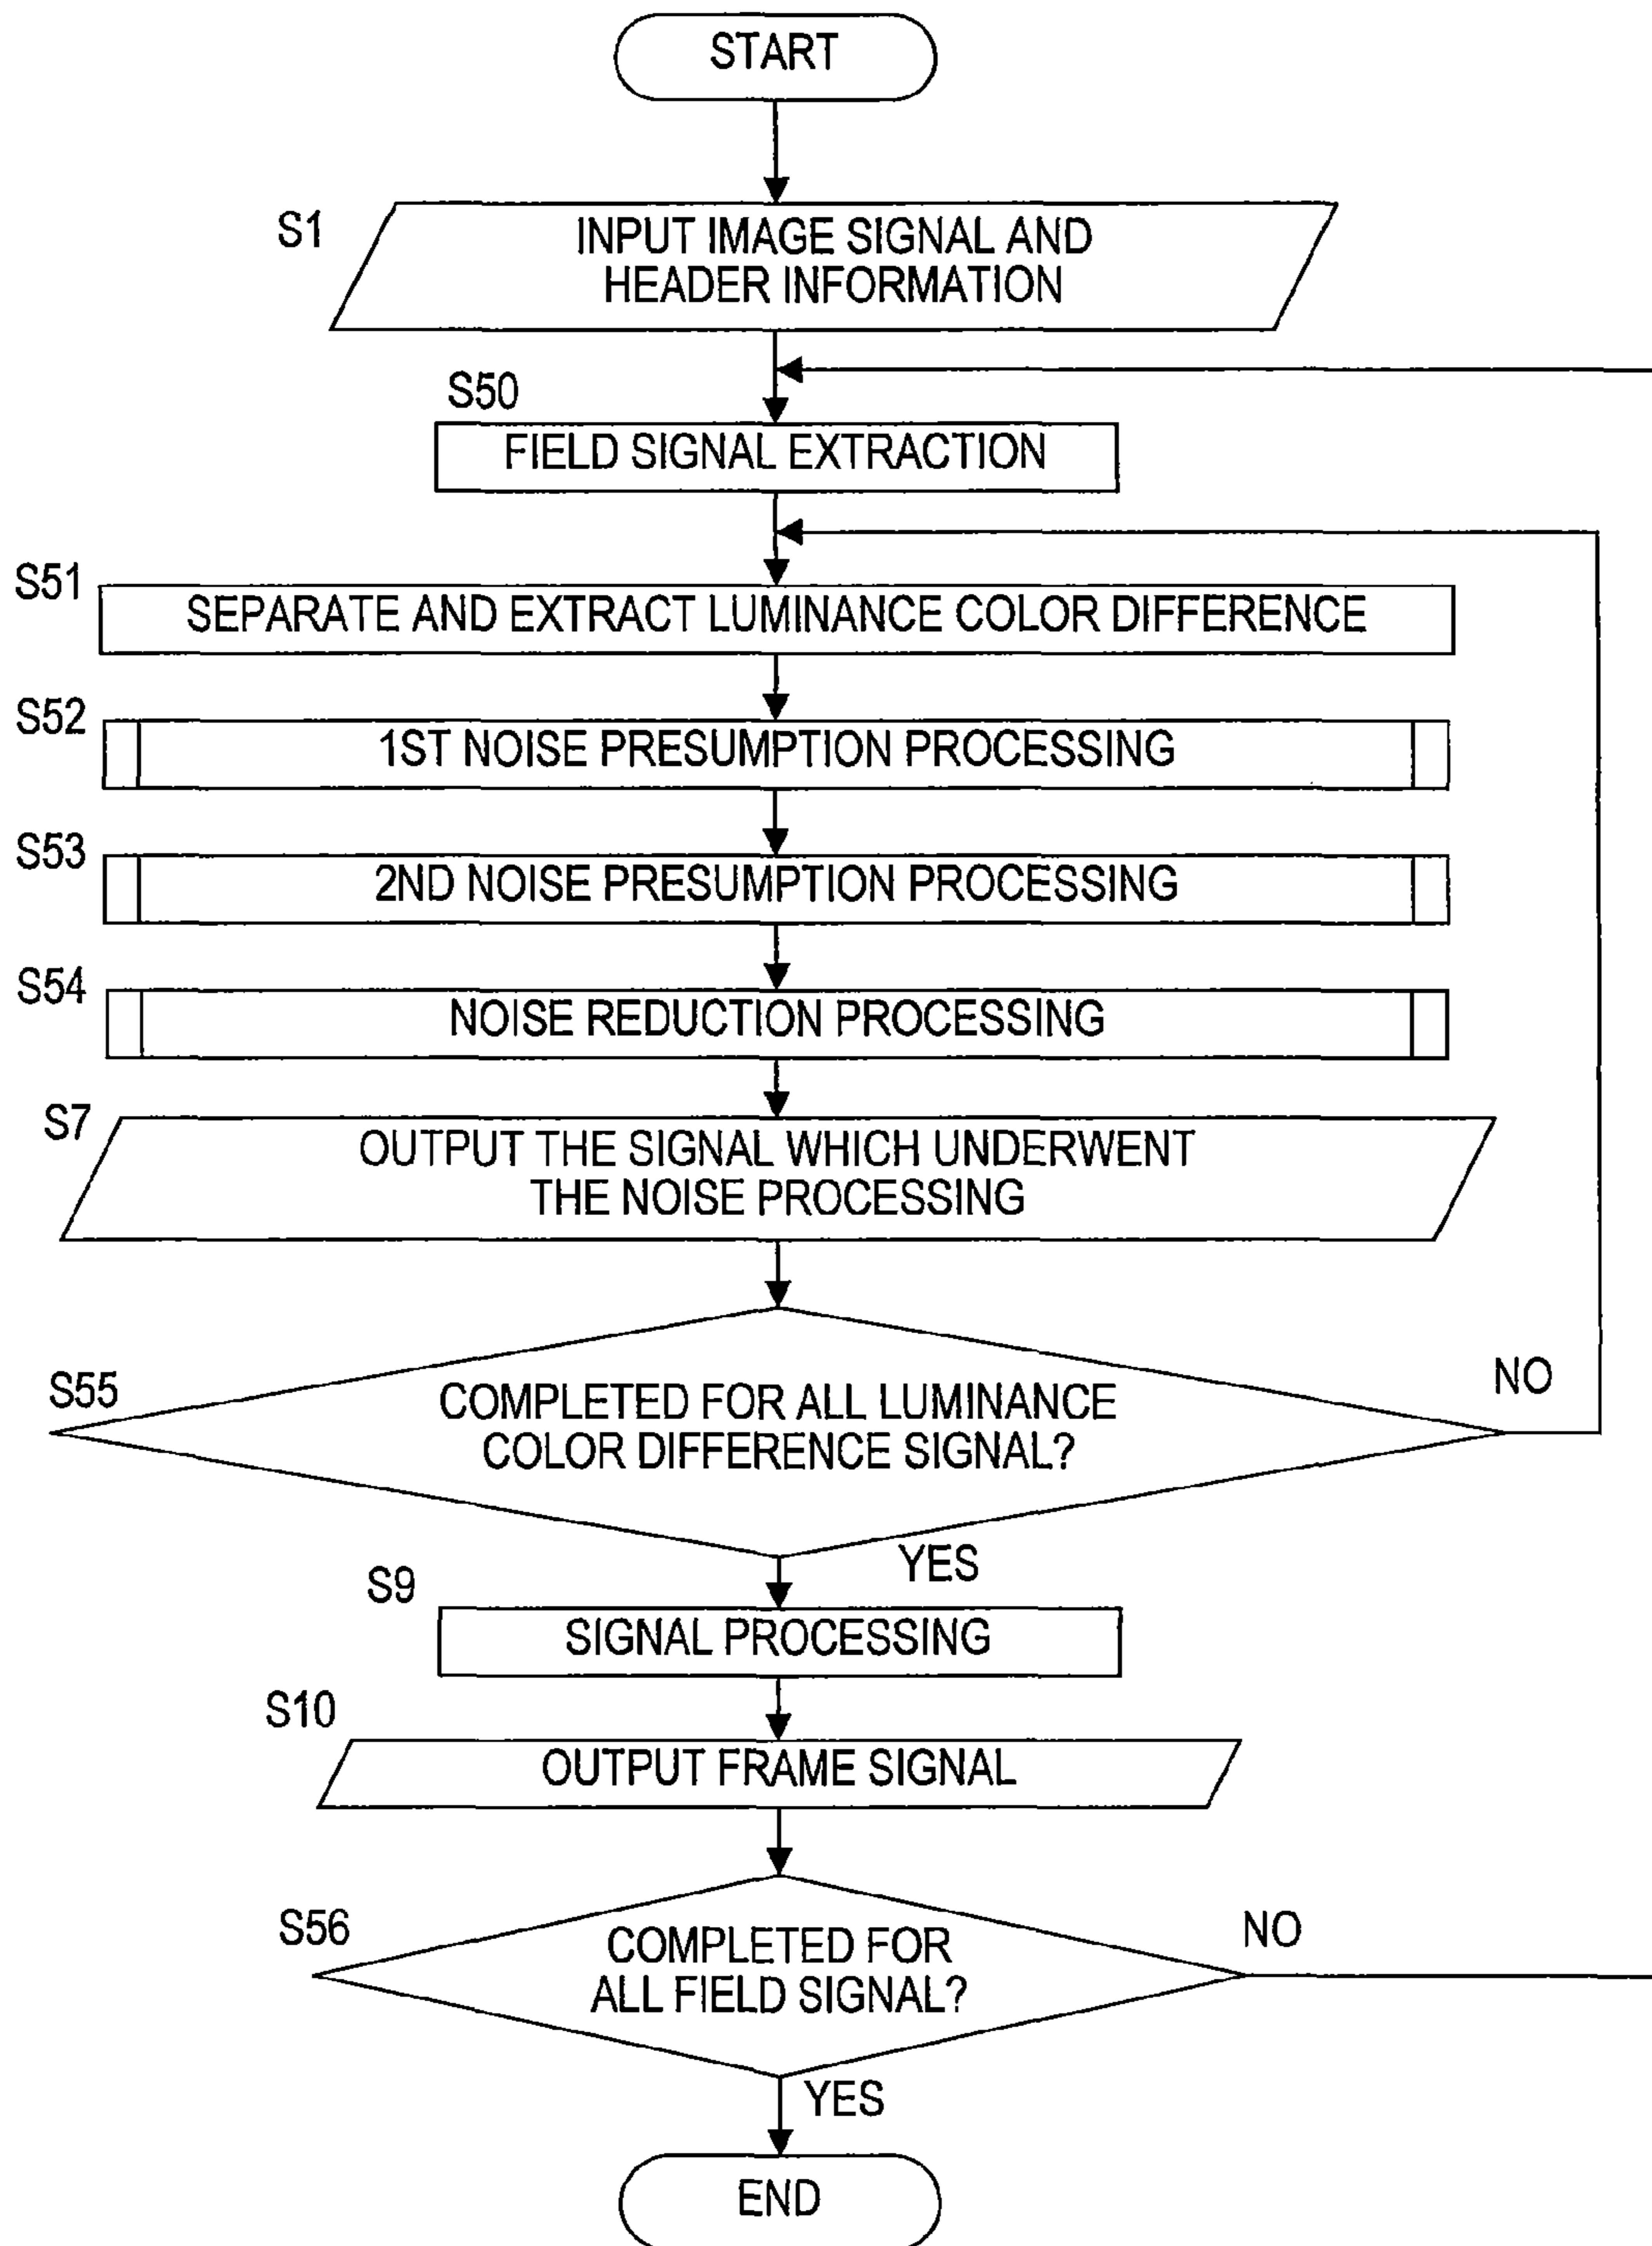 START
S1
INPUT IMAGE SIGNAL AND
HEADER INFORMATION
S50
FIELD SIGNAL EXTRACTION
S51
SEPARATE AND EXTRACT LUMINANCE COLOR DIFFERENCE
S52
1ST NOISE PRESUMPTION PROCESSING
S53
2ND NOISE PRESUMPTION PROCESSING
S54
NOISE REDUCTION PROCESSING
S7
OUTPUT THE SIGNAL WHICH UNDERWENT
THE NOISE PROCESSING
S55
COMPLETED FOR ALL LUMINANCE
COLOR DIFFERENCE SIGNAL?
NO
YES
S9
SIGNAL PROCESSING
S10
OUTPUT FRAME SIGNAL
S56
COMPLETED FOR
ALL FIELD SIGNAL?
NO
YES
END